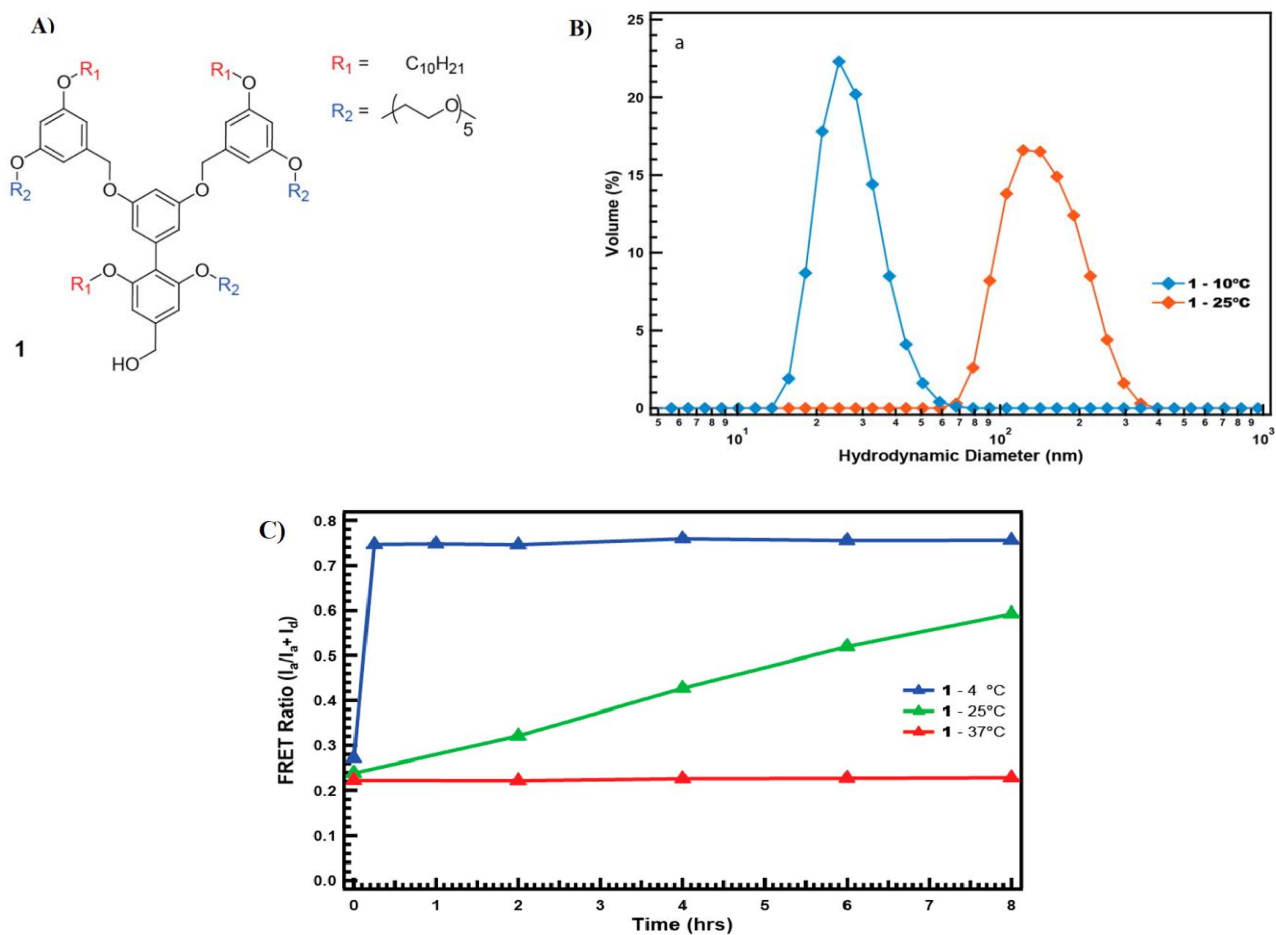 A)
R₁ = C₁₀H₂₁
R₂ = ( O )₅
R₁ R₁
O O
O O
R₂ R₂
O O
O O
R₁ R₂
1
HO
B)
a
25
20
15
10
5
0
Volume (%)
1 - 10ºC
1 - 25ºC
5 6 7 8 9 2 3 4 5 6 7 8 9 2 3 4 5 6 7 8 9
10¹ 10² 10³
Hydrodynamic Diameter (nm)
C)
0.8
0.7
0.6
0.5
0.4
0.3
0.2
0.1
0.0
FRET Ratio (Iₐ/Iₐ+ I_d)
1 - 4 ºC
1 - 25ºC
1 - 37ºC
0 1 2 3 4 5 6 7 8
Time (hrs)